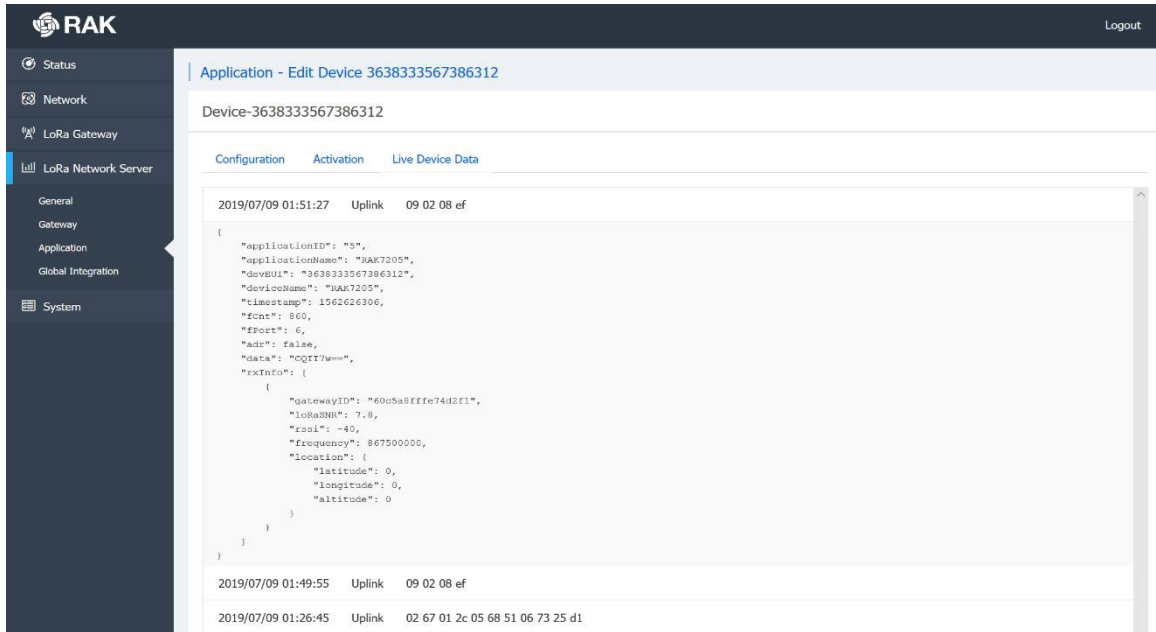 RAK
Logout
Status
Network
LoRa Gateway
LoRa Network Server
General
Gateway
Application
Global Integration
System
Application - Edit Device 3638333567386312
Device-3638333567386312
Configuration Activation Live Device Data
2019/07/09 01:51:27 Uplink 09 02 08 ef
{
"applicationID": "5",
"applicationName": "RAK7205",
"devEUI": "3638333567386312",
"deviceName": "RAK7205",
"timestamp": 1562626306,
"fCnt": 860,
"fPort": 6,
"adr": false,
"data": "CQII7w==",
"rxInfo": [
{
"gatewayID": "60c5a8fffe74d2f1",
"loRaSNR": 7.8,
"rssi": -40,
"frequency": 867500000,
"location": {
"latitude": 0,
"longitude": 0,
"altitude": 0
}
}
]
}
2019/07/09 01:49:55 Uplink 09 02 08 ef
2019/07/09 01:26:45 Uplink 02 67 01 2c 05 68 51 06 73 25 d1